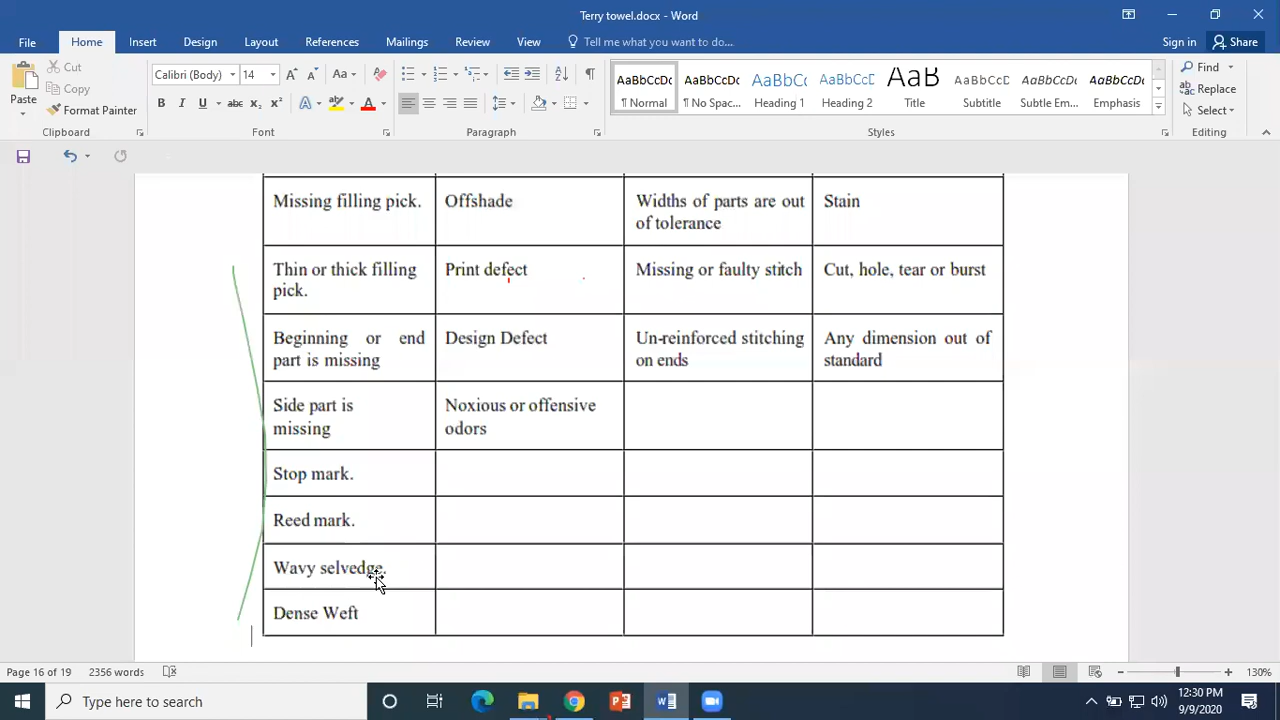 Terry towel.docx - Word
File Home Insert Design Layout References Mailings Review View Tell me what you want to do... Sign in Share
Paste
Cut
Copy
Format Painter
Calibri (Body) 14
AaBbCcDc AaBbCcDc AaBbCc AaBbCcD AaB AaBbCcD AaBbCcDc AaBbCcDc
¶ Normal ¶ No Spac... Heading Heading 2 Title Subtitle Subtle Em... Emphasis
Find
Replace
Select
Clipboard Font Paragraph Styles Editing
Missing filling pick. Offshade Widths of parts are out Stain
of tolerance
Thin or thick filling Print defect Missing or faulty stitch Cut, hole, tear or burst
pick.
Beginning or end Design Defect Un-reinforced stitching Any dimension out of
part is missing on ends standard
Side part is Noxious or offensive
missing odors
Stop mark.
Reed mark.
Wavy selvedge.
Dense Weft
Page 16 of 19 2356 words 130%
Type here to search
12:30 PM
9/9/2020